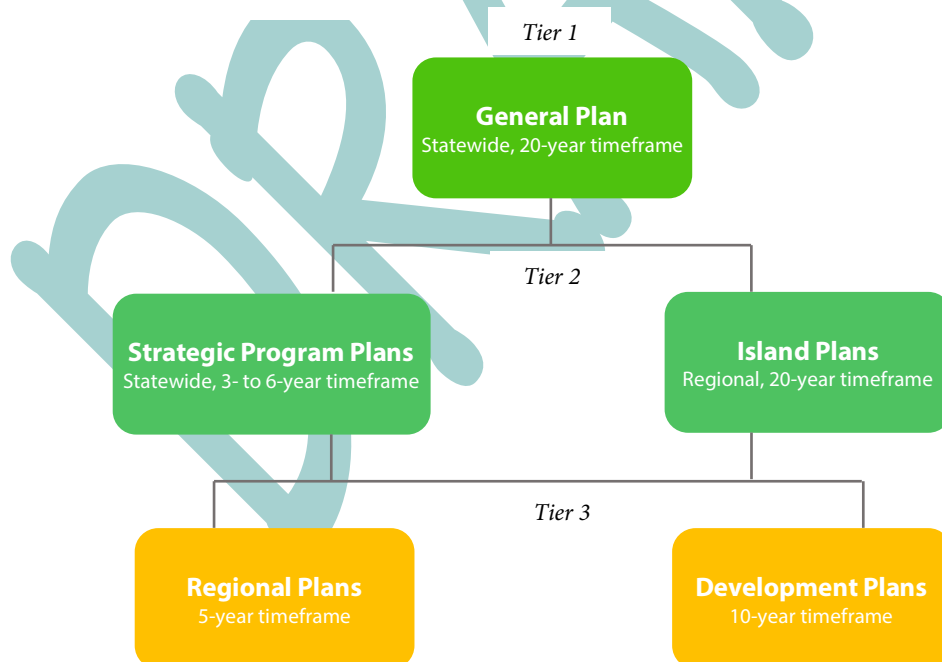 Tier 1
General Plan
Statewide, 20-year timeframe
Tier 2
Strategic Program Plans
Statewide, 3- to 6-year timeframe
Island Plans
Regional, 20-year timeframe
Tier 3
Regional Plans
5-year timeframe
Development Plans
10-year timeframe